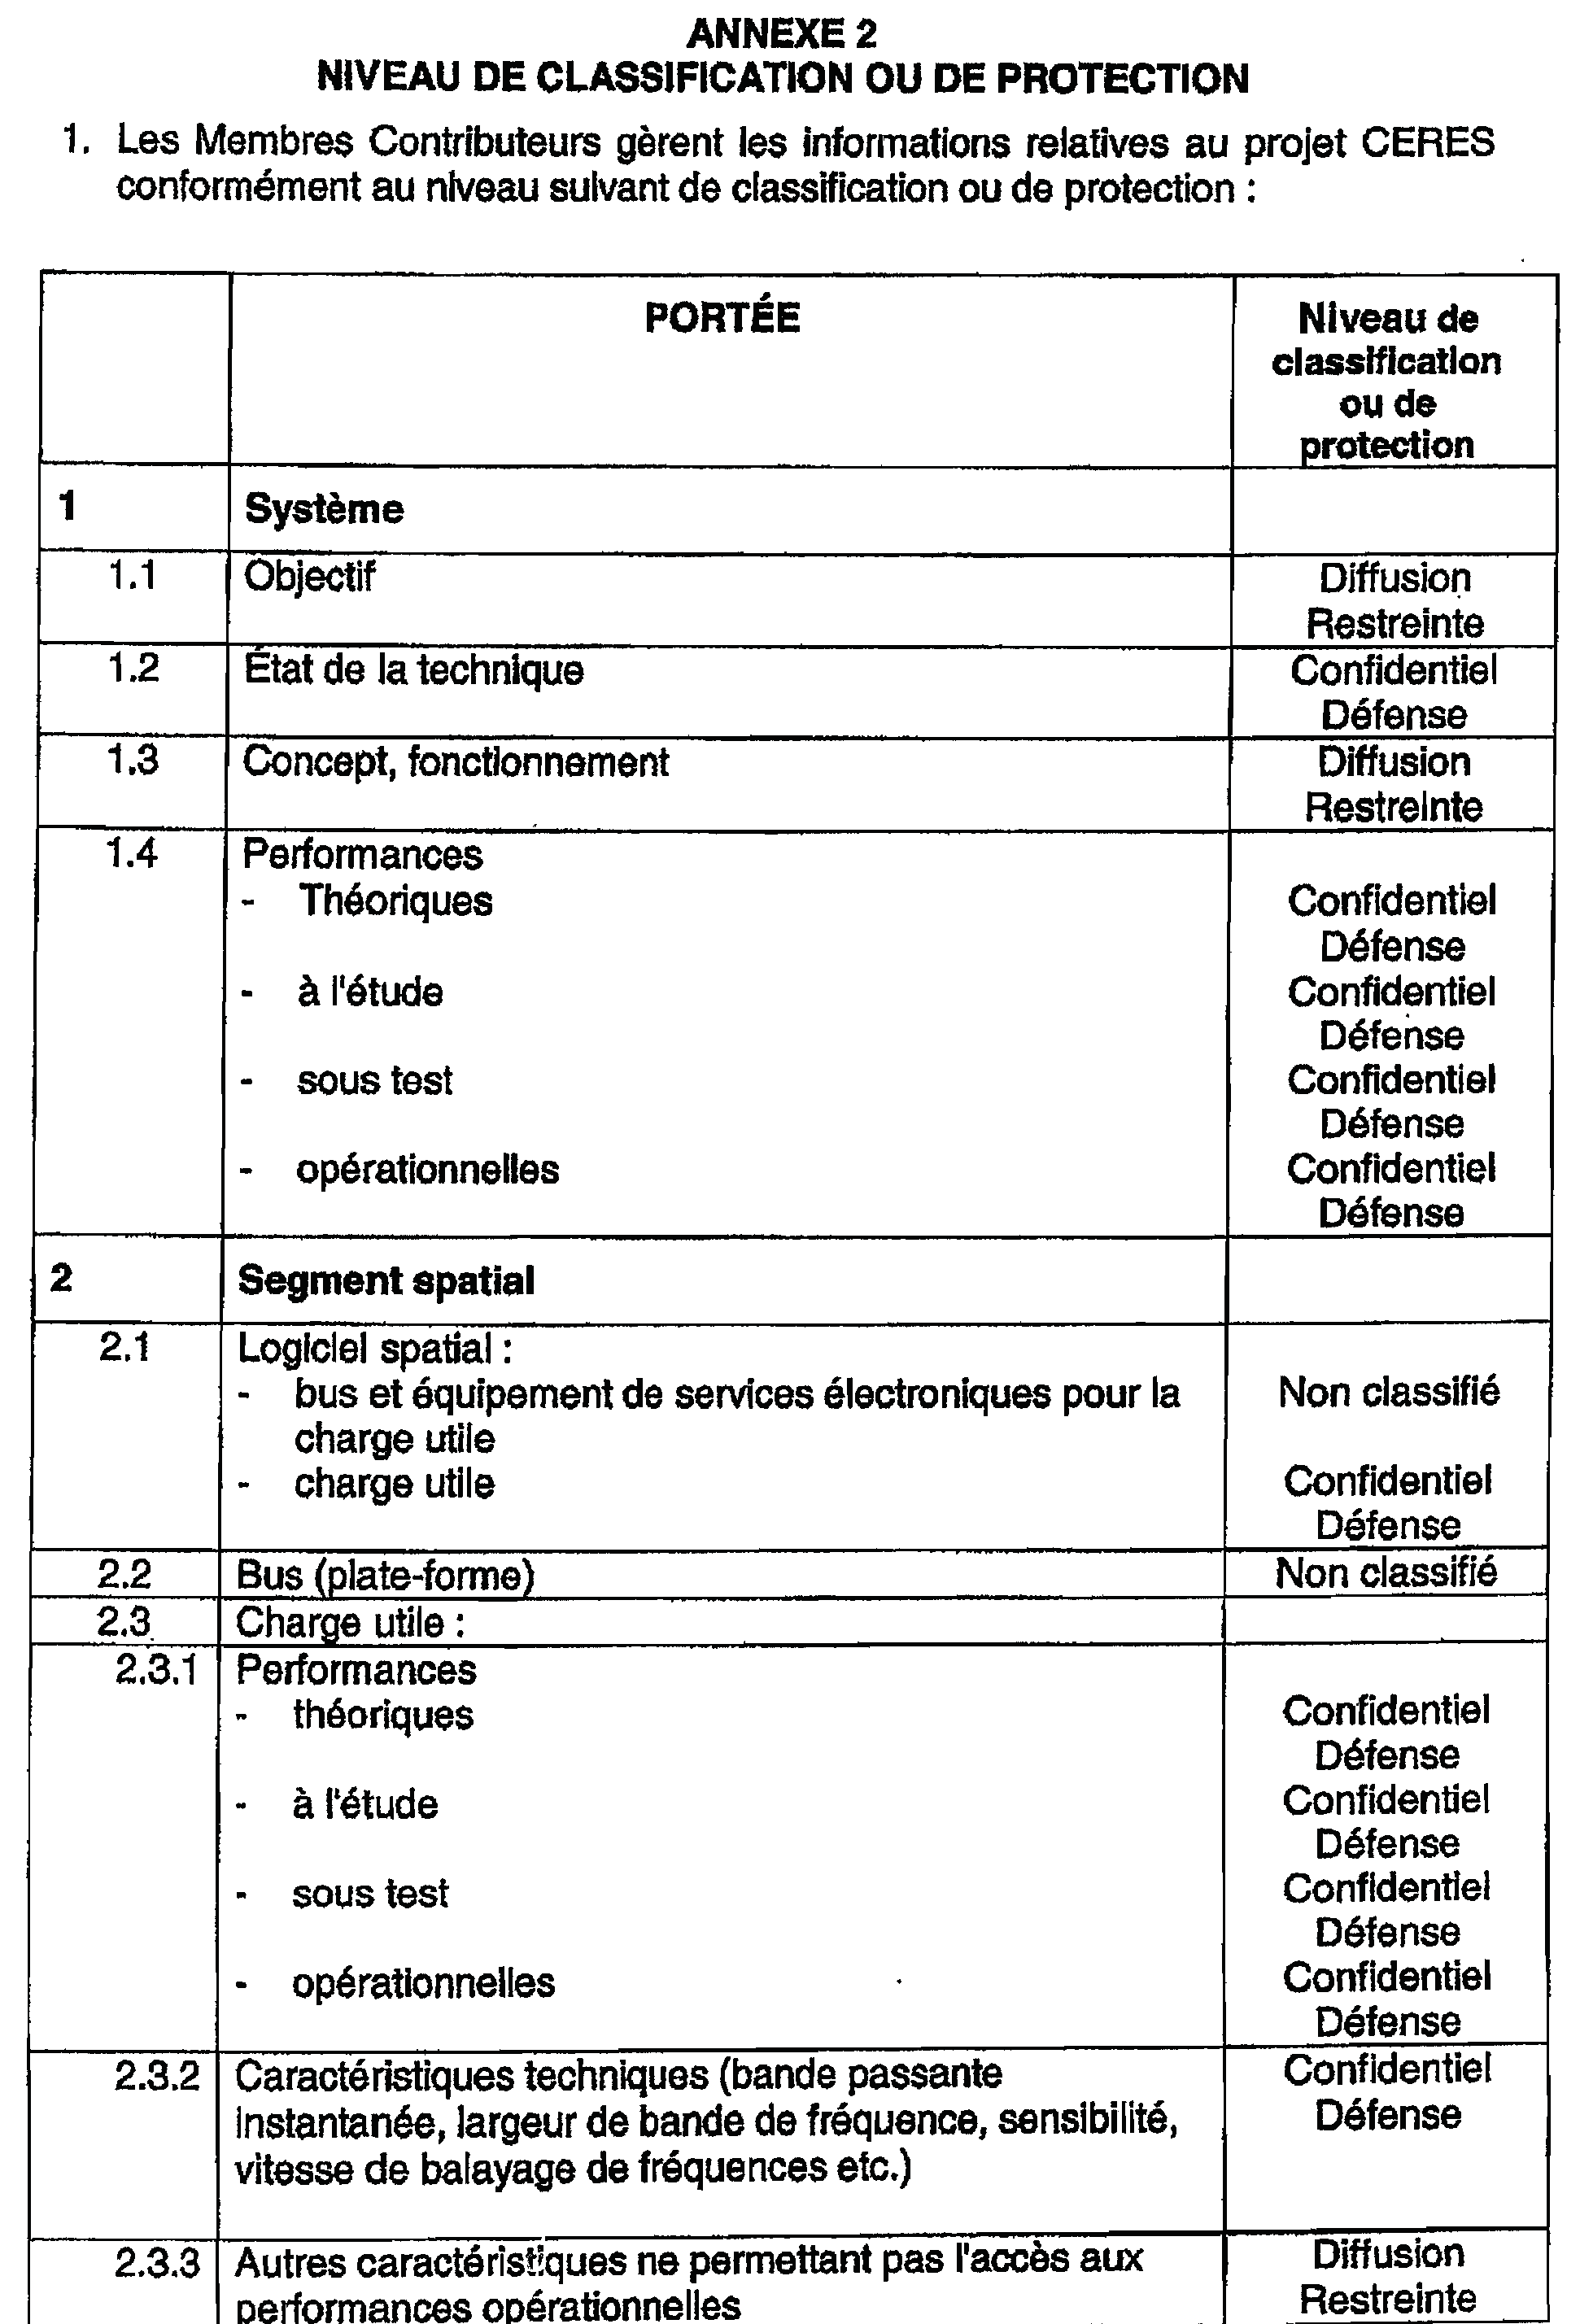 ANNEXE 2
NIVEAU DE CLASSIFICATION OU DE PROTECTION
1. Les Membres Contributeurs gèrent les informations relatives au projet CERES
conformément au niveau suivant de classification ou de protection :
PORTÉE
Niveau de
classification
ou de
protection
1 Système
1.1 Objectif Diffusion
Restreinte
1.2 État de la technique Confidentiel
Défense
1.3 Concept, fonctionnement Diffusion
Restreinte
1.4 Performances
- Théoriques Confidentiel
Défense
- à l'étude Confidentiel
Défense
- sous test Confidentiel
Défense
- opérationnelles Confidentiel
Défense
2 Segment spatial
2.1 Logiciel spatial :
- bus et équipement de services électroniques pour la Non classifié
charge utile
- charge utile Confidentiel
Défense
2.2 Bus (plate-forme) Non classifié
2.3 Charge utile :
2.3.1 Performances
- théoriques Confidentiel
Défense
- à l'étude Confidentiel
Défense
- sous test Confidentiel
Défense
- opérationnelles Confidentiel
Défense
2.3.2 Caractéristiques techniques (bande passante Confidentiel
instantanée, largeur de bande de fréquence, sensibilité, Défense
vitesse de balayage de fréquences etc.)
2.3.3 Autres caractéristiques ne permettant pas l'accès aux Diffusion
performances opérationnelles Restreinte